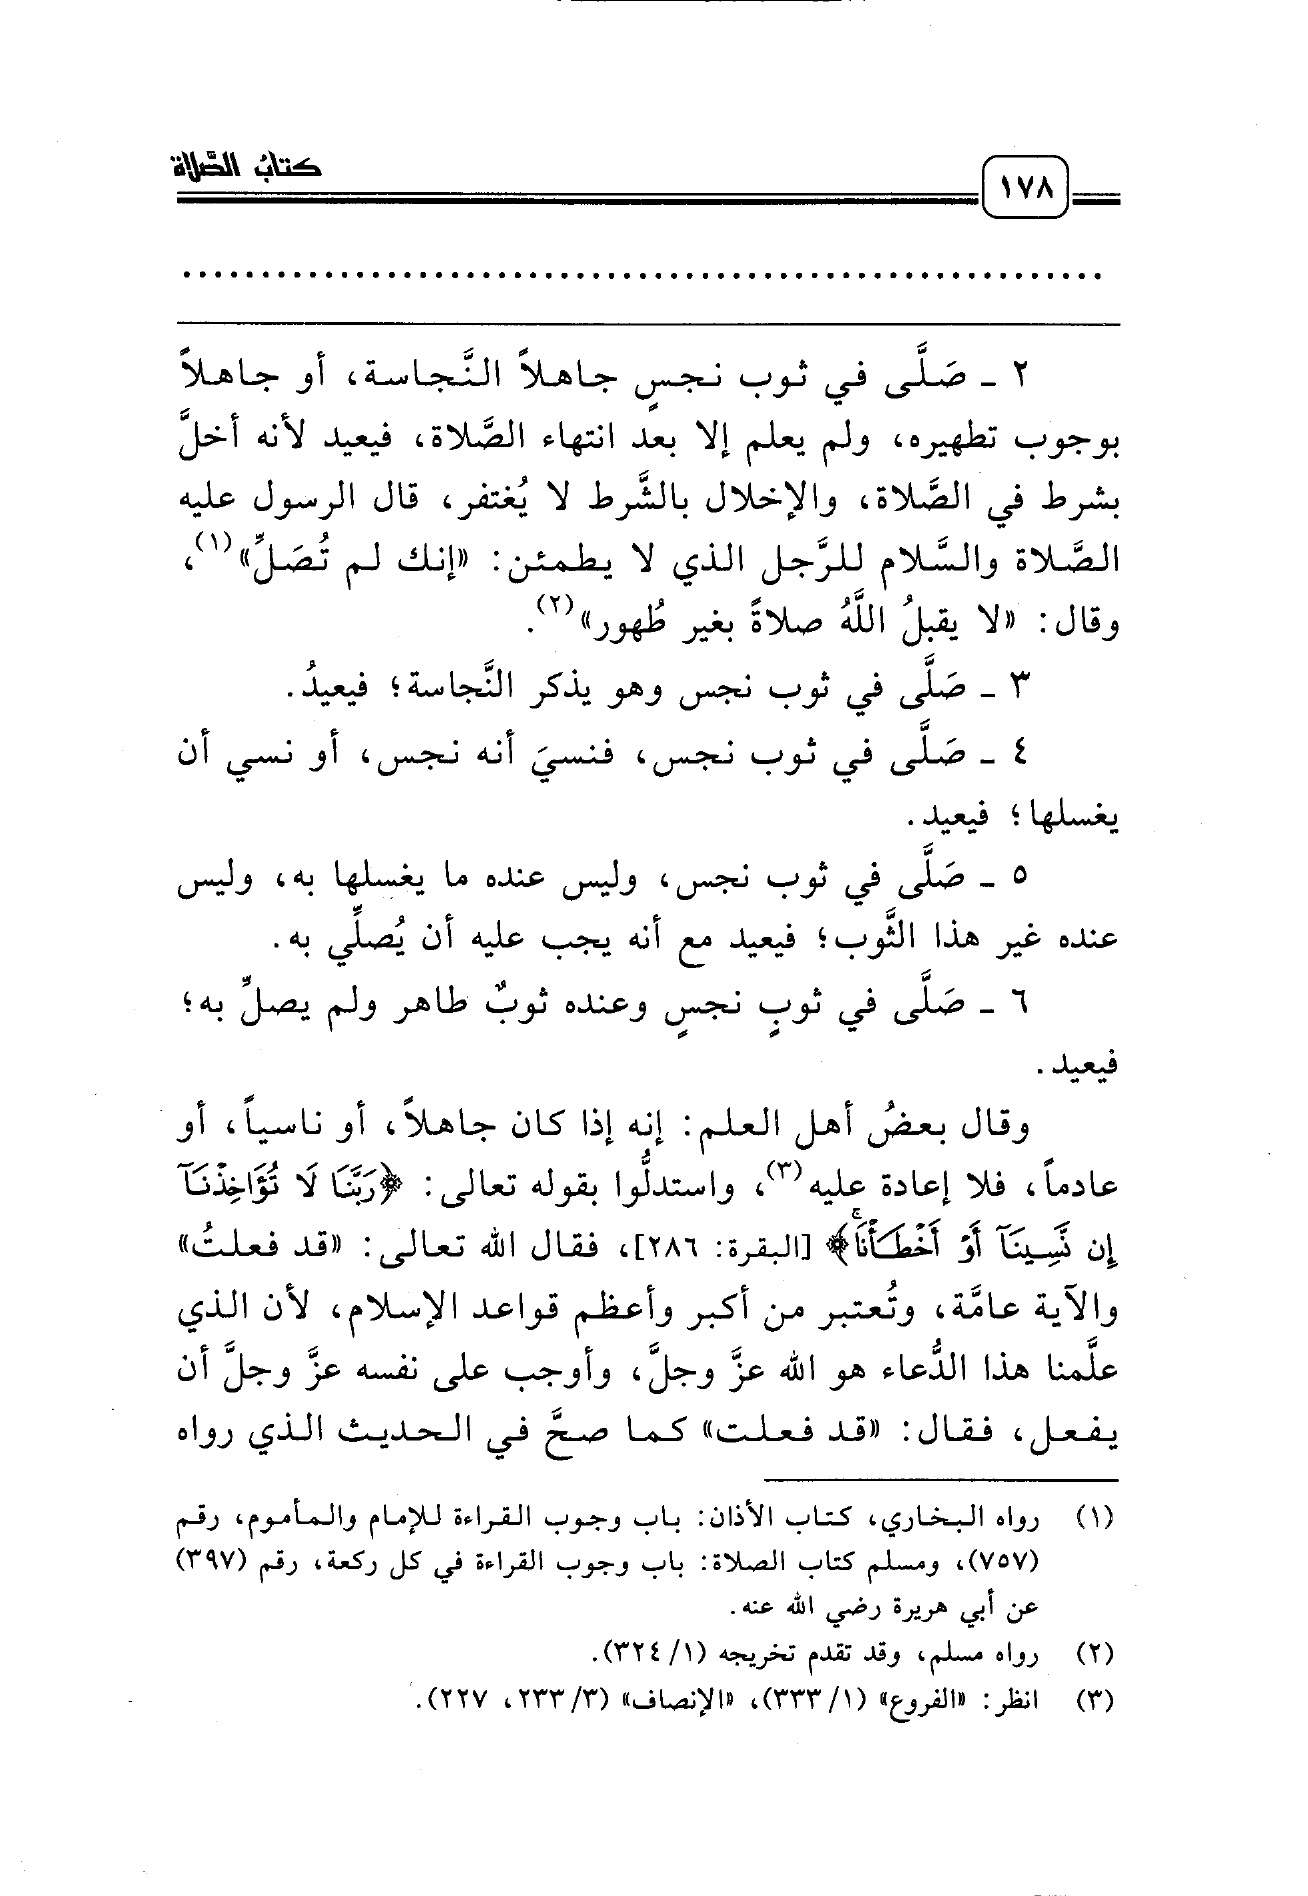 كتابُ الصَّلاة
١٧٨
٢ ـ صَلَّى في ثوب نجسٍ جاهلاً النَّجاسة، أو جاهلاً
بوجوب تطهيره، ولم يعلم إلا بعد انتهاء الصَّلاة، فيعيد لأنه أخلَّ
بشرط في الصَّلاة، والإخلال بالشَّرط لا يُغتفر، قال الرسول عليه
الصَّلاة والسَّلام للرَّجل الذي لا يطمئن: «إنك لم تُصَلِّ»(١)،
وقال: «لا يقبلُ اللَّهُ صلاةً بغير طُهور»(٢).
٣ ـ صَلَّى في ثوب نجس وهو يذكر النَّجاسة؛ فيعيدُ.
٤ ـ صَلَّى في ثوب نجس، فنسيَ أنه نجس، أو نسي أن
يغسلها؛ فيعيد.
٥ ـ صَلَّى في ثوب نجس، وليس عنده ما يغسلها به، وليس
عنده غير هذا الثَّوب؛ فيعيد مع أنه يجب عليه أن يُصلِّي به.
٦ ـ صَلَّى في ثوبٍ نجسٍ وعنده ثوبٌ طاهر ولم يصلِّ به؛
فيعيد.
وقال بعضُ أهل العلم: إنه إذا كان جاهلاً، أو ناسياً، أو
عادماً، فلا إعادة عليه(٣)، واستدلُّوا بقوله تعالى: ﴿رَبَّنَا لَا تُؤَاخِذْنَآ
إِن نَّسِينَآ أَوْ أَخْطَأْنَاۚ﴾ [البقرة: ٢٨٦]، فقال الله تعالى: «قد فعلتُ»
والآية عامَّة، وتُعتبر من أكبر وأعظم قواعد الإسلام، لأن الذي
علَّمنا هذا الدُّعاء هو الله عزَّ وجلَّ، وأوجب على نفسه عزَّ وجلَّ أن
يفعل، فقال: «قد فعلت» كما صحَّ في الحديث الذي رواه
(١) رواه البخاري، كتاب الأذان: باب وجوب القراءة للإمام والمأموم، رقم
(٧٥٧)، ومسلم كتاب الصلاة: باب وجوب القراءة في كل ركعة، رقم (٣٩٧)
عن أبي هريرة رضي الله عنه.
(٢) رواه مسلم، وقد تقدم تخريجه (١/ ٣٢٤).
(٣) انظر: «الفروع» (١/ ٣٣٣)، «الإنصاف» (٣/ ٢٣٣، ٢٢٧).